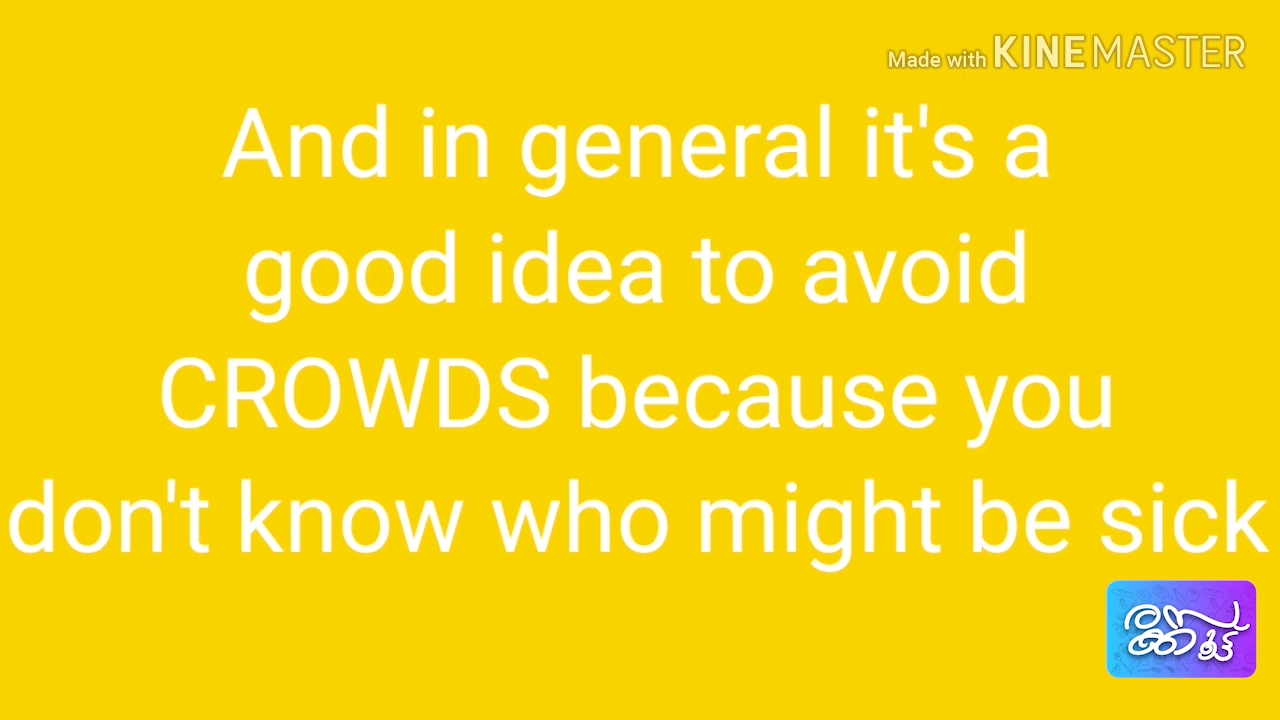 Made with KINEMASTER
And in general it's a
good idea to avoid
CROWDS because you
don't know who might be sick